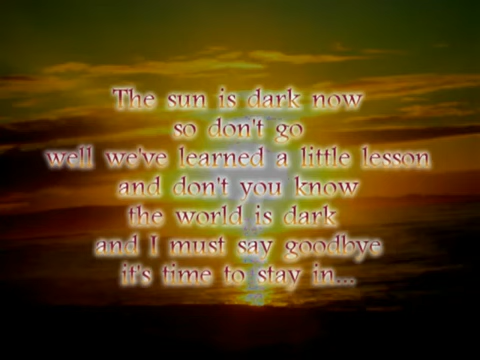 The sun is dark now
so don't go
well we've learned a little lesson
and don't you know
the world is dark
and I must say goodbye
it's time to stay in...